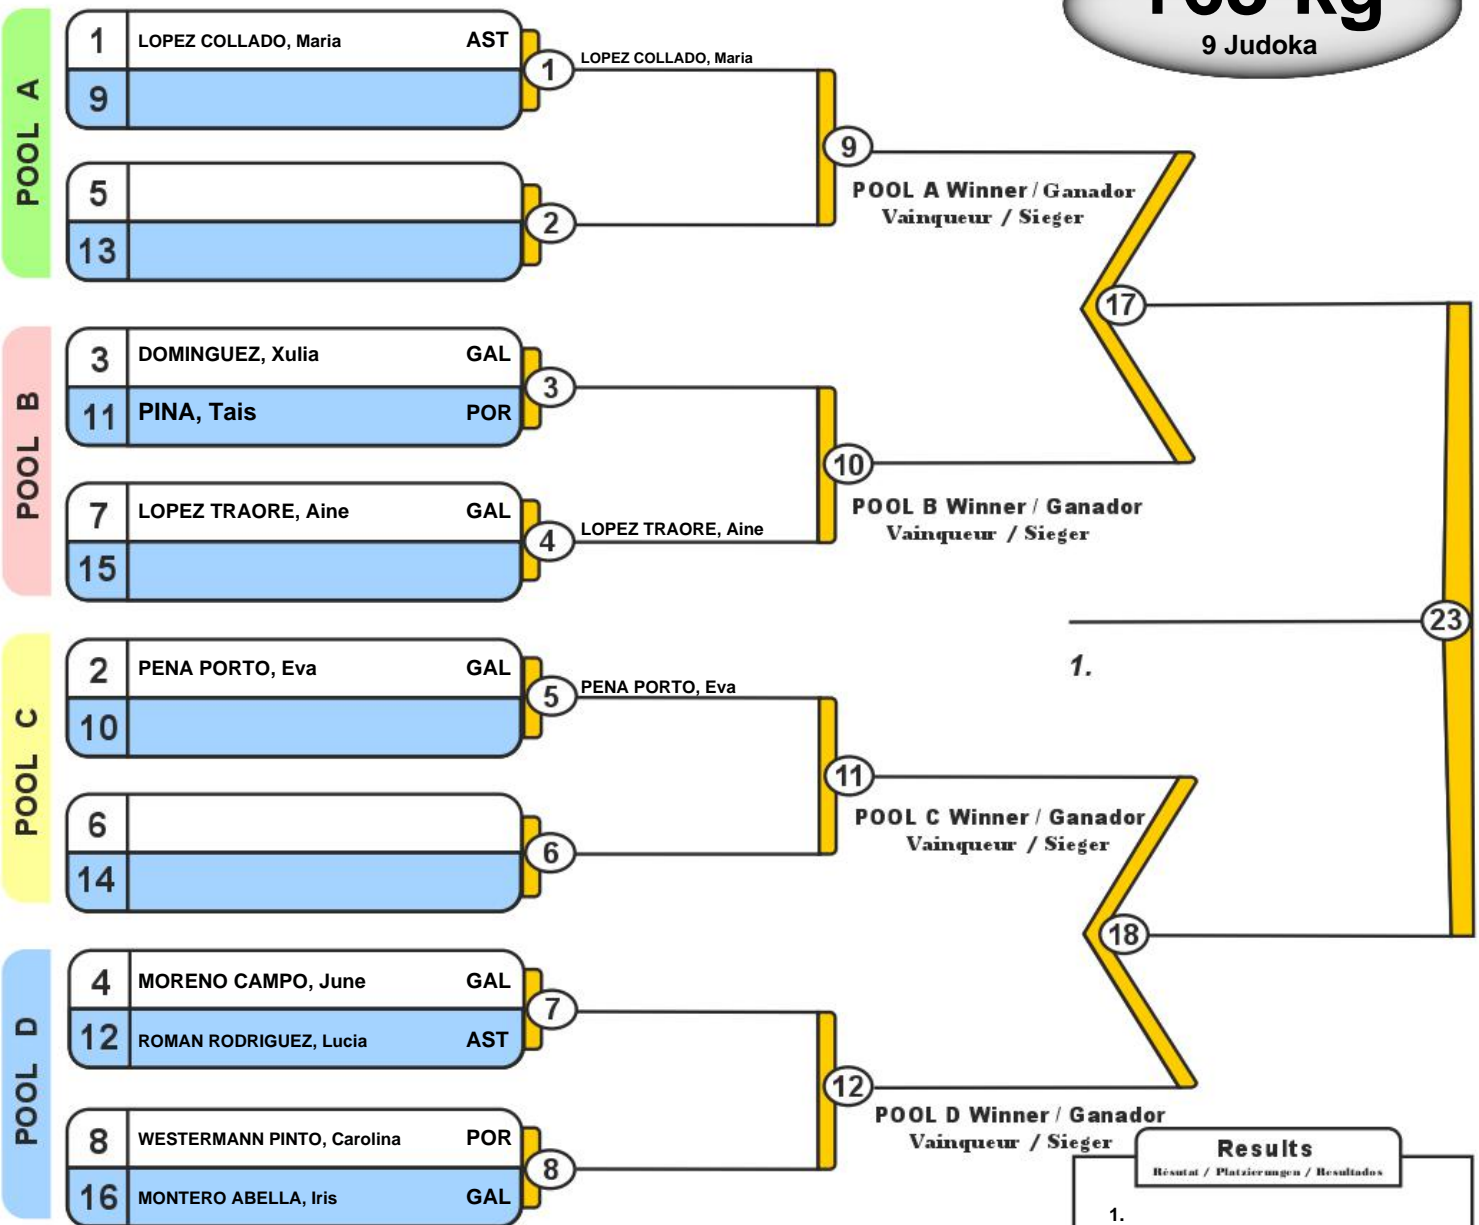 kg
9 Judoka
POOL A
1 LOPEZ COLLADO, Maria AST
9
1 LOPEZ COLLADO, Maria
5
13
2
9
POOL A Winner / Ganador
Vainqueur / Sieger
17
POOL B
3 DOMINGUEZ, Xulia GAL
11 PINA, Tais POR
3
7 LOPEZ TRAORE, Aine GAL
15
4 LOPEZ TRAORE, Aine
10
POOL B Winner / Ganador
Vainqueur / Sieger
23
1.
POOL C
2 PENA PORTO, Eva GAL
10
5 PENA PORTO, Eva
6
14
6
11
POOL C Winner / Ganador
Vainqueur / Sieger
18
POOL D
4 MORENO CAMPO, June GAL
12 ROMAN RODRIGUEZ, Lucia AST
7
8 WESTERMANN PINTO, Carolina POR
16 MONTERO ABELLA, Iris GAL
8
12
POOL D Winner / Ganador
Vainqueur / Sieger
Results
Résutat / Platzierungen / Resultados
1.